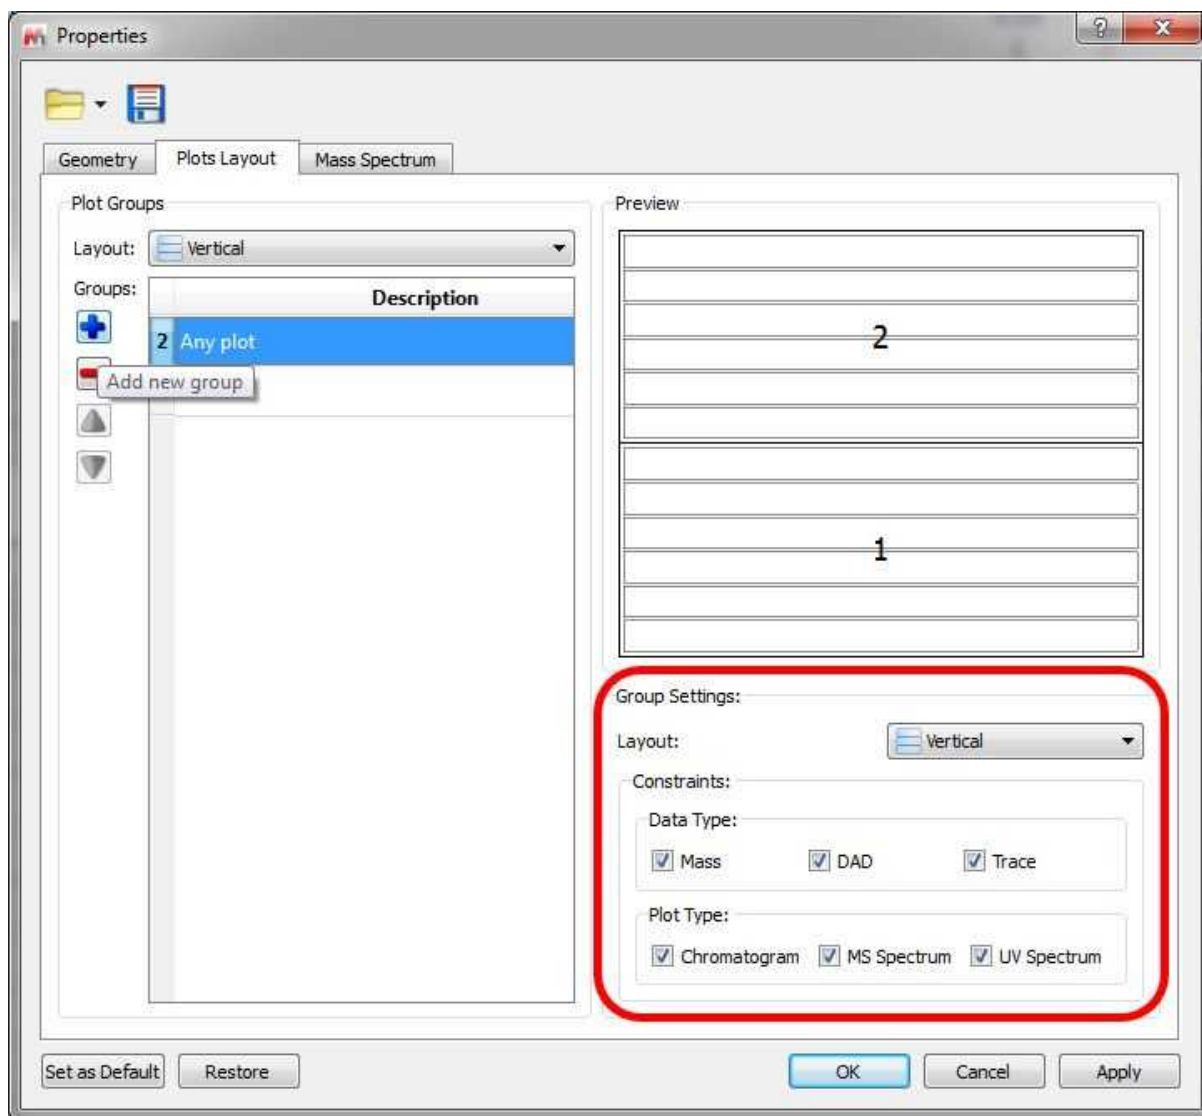 Properties
Geometry
Plots Layout
Mass Spectrum
Plot Groups
Layout: Vertical
Groups:
Description
2 Any plot
Add new group
Preview
2
1
Group Settings:
Layout: Vertical
Constraints:
Data Type:
Mass DAD Trace
Plot Type:
Chromatogram MS Spectrum UV Spectrum
Set as Default Restore OK Cancel Apply